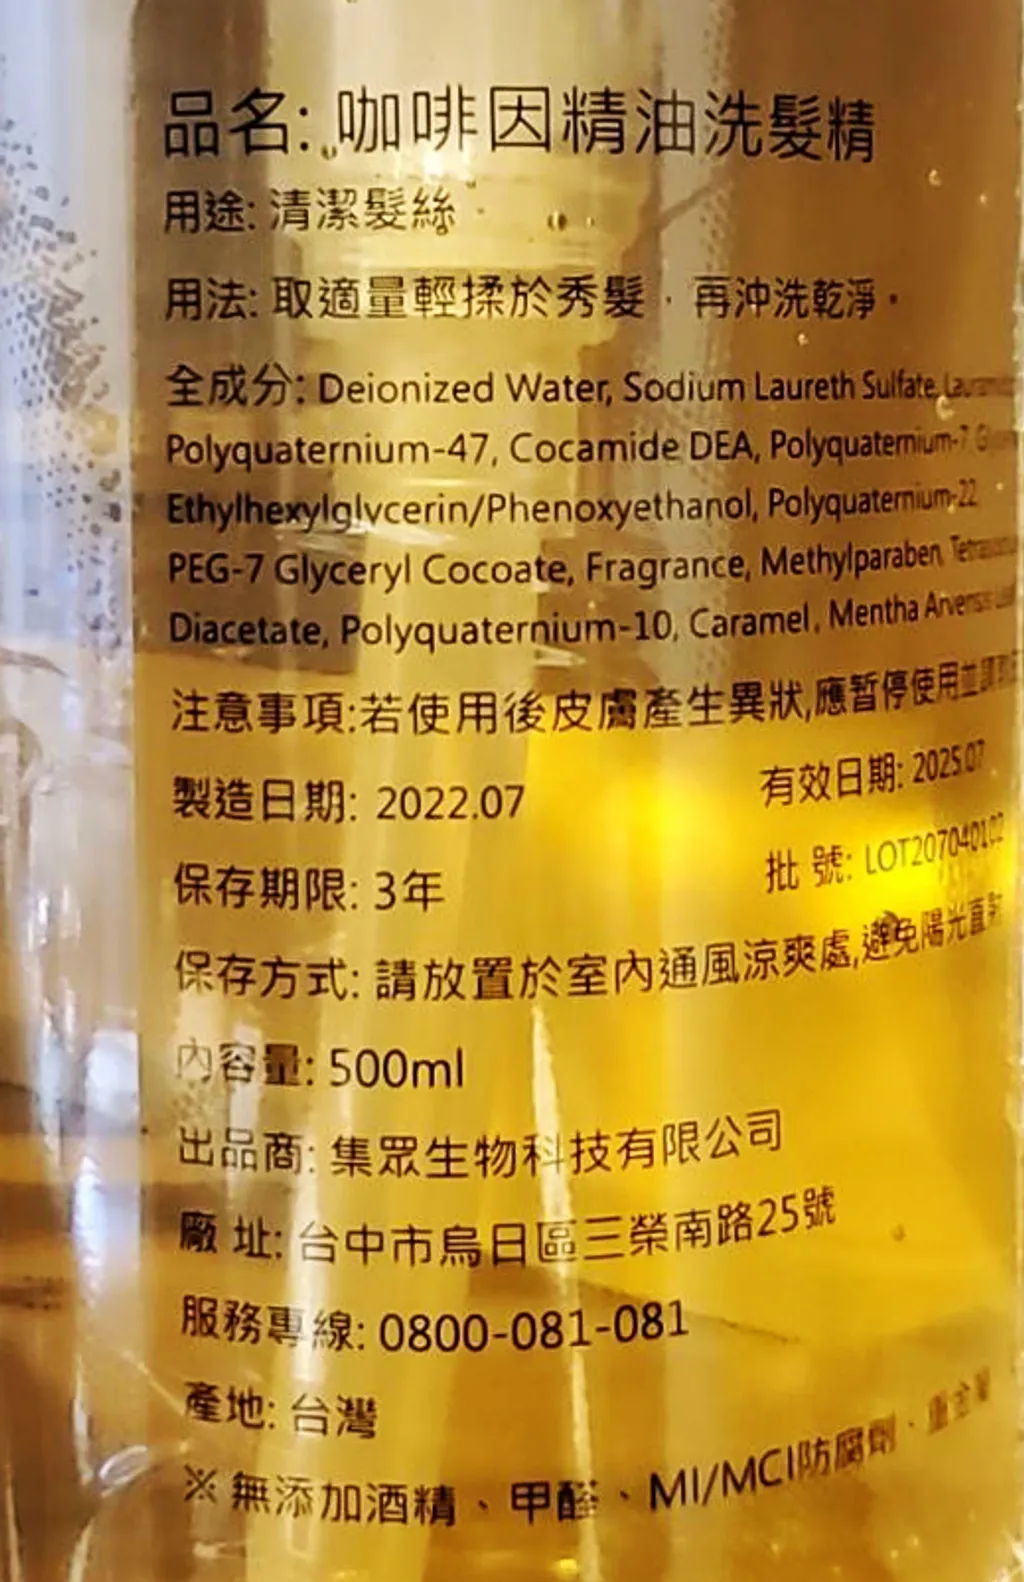 品名: 咖啡因精油洗髮精
用途: 清潔髮絲
用法: 取適量輕揉於秀髮，再沖洗乾淨。
全成分: Deionized Water, Sodium Laureth Sulfate,
Polyquaternium-47, Cocamide DEA, Polyquaternium-7
Ethylhexylglycerin/Phenoxyethanol, Polyquaternium-22
PEG-7 Glyceryl Cocoate, Fragrance, Methylparaben,
Diacetate, Polyquaternium-10, Caramel, Mentha Arvensis
注意事項:若使用後皮膚產生異狀,應暫停使用並
製造日期: 2022.07
有效日期: 2025.07
保存期限: 3年
批 號: LOT207040102
保存方式: 請放置於室內通風涼爽處,避免陽光直
內容量: 500ml
出品商: 集眾生物科技有限公司
廠 址: 台中市烏日區三榮南路25號
服務專線: 0800-081-081
產地: 台灣
※無添加酒精、甲醛、MI/MCI防腐劑、重金屬